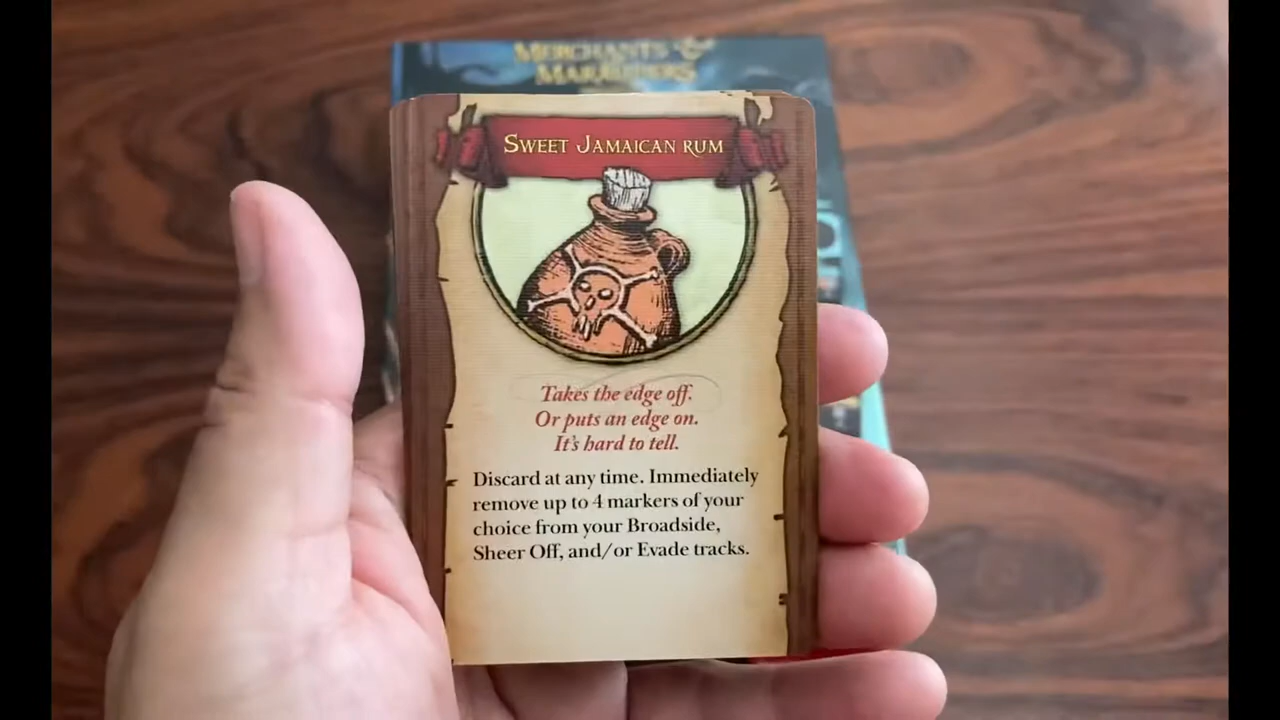 MERCHANTS &
MARAUDERS
SWEET JAMAICAN RUM
Takes the edge off.
Or puts an edge on.
It's hard to tell.
Discard at any time. Immediately
remove up to 4 markers of your
choice from your Broadside,
Sheer Off, and/or Evade tracks.